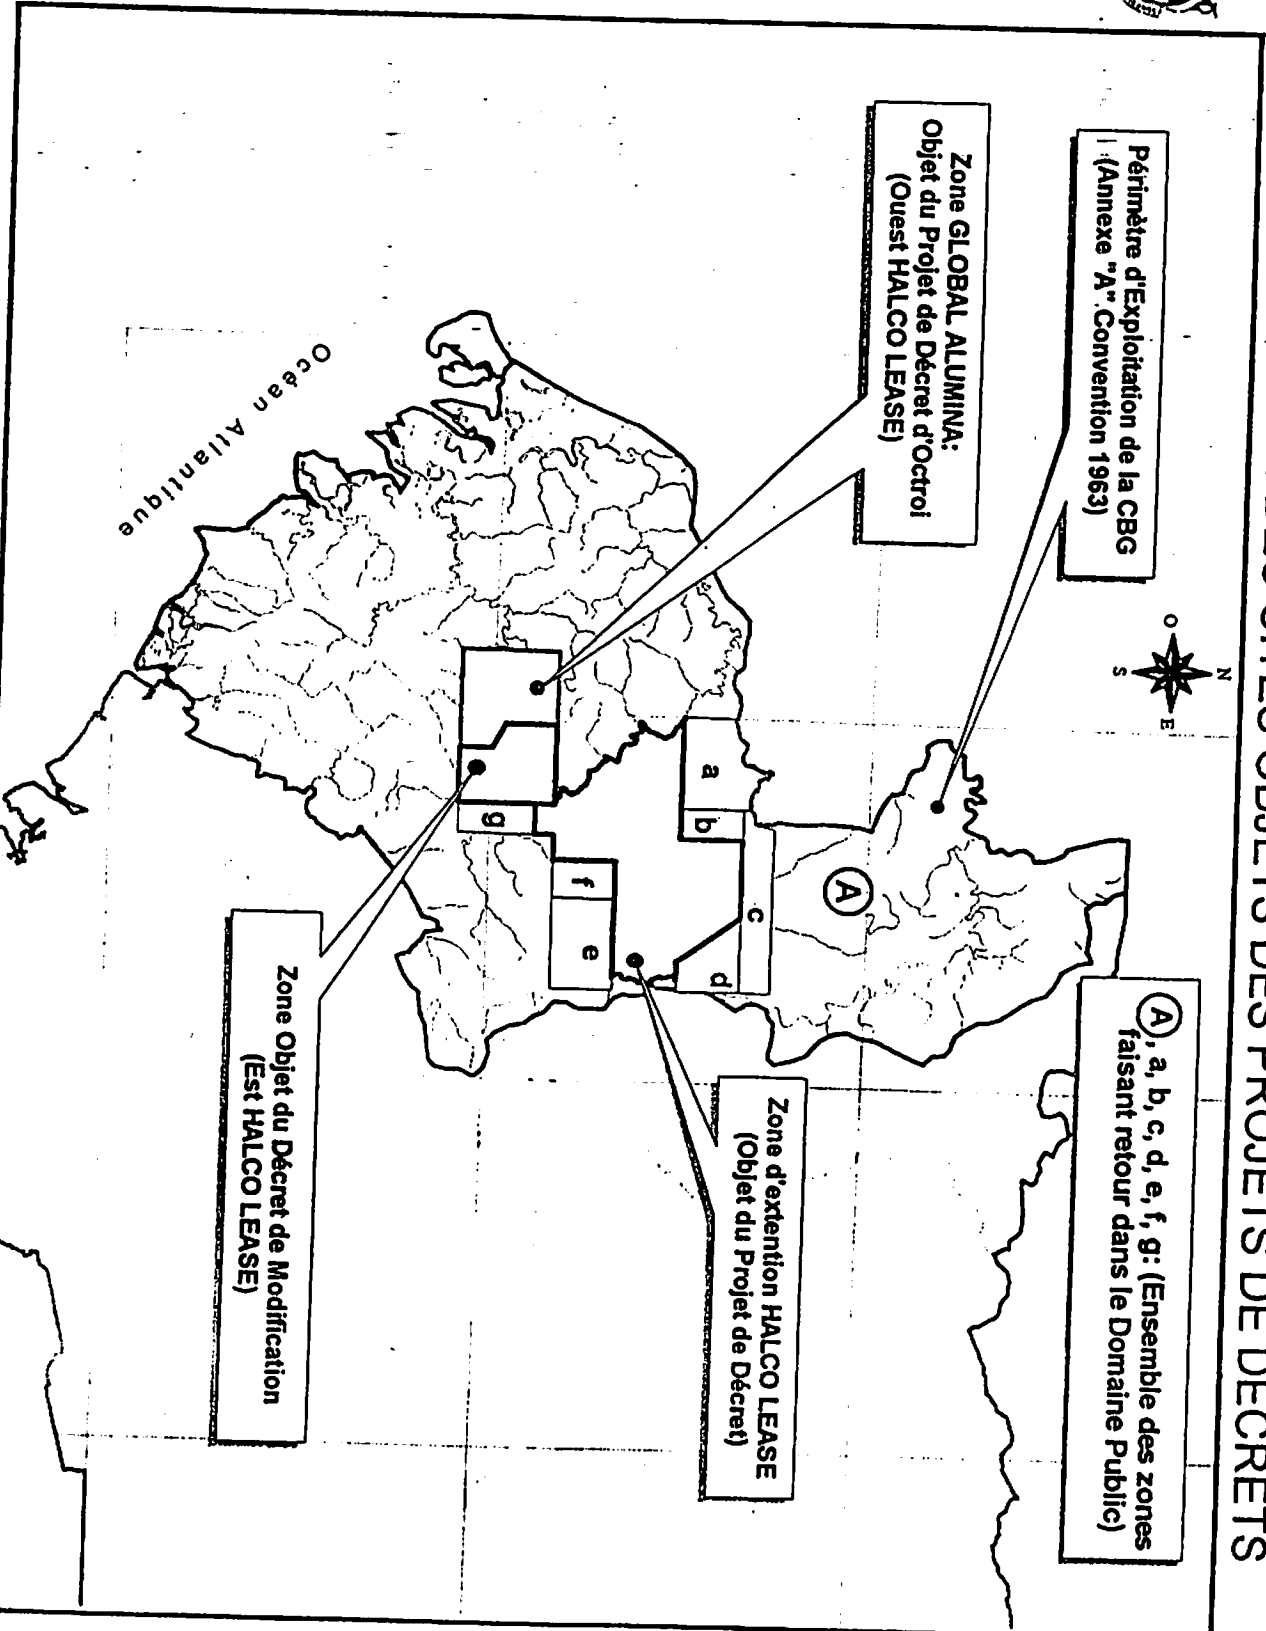 OBJETS DES PROJETS DE DECRETS
Périmètre d'Exploitation de la CBG
(Annexe "A". Convention 1963)
N
O
E
S
(A), a, b, c, d, e, f, g: (Ensemble des zones
faisant retour dans le Domaine Public)
Zone GLOBAL ALUMINA:
Objet du Projet de Décret d'Octroi
(Ouest HALCO LEASE)
A
a
b
c
d
e
f
g
Zone d'extention HALCO LEASE
(Objet du Projet de Décret)
Océan Atlantique
Zone Objet du Décret de Modification
(Est HALCO LEASE)